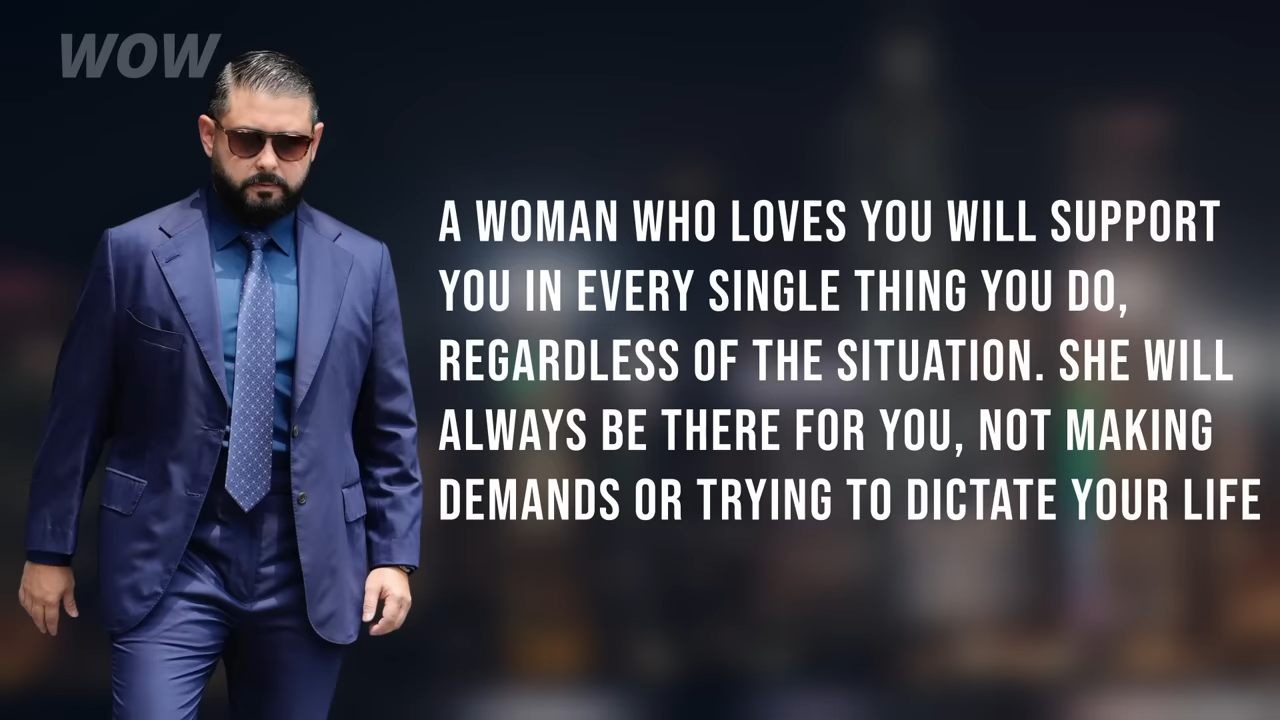 WOW
A WOMAN WHO LOVES YOU WILL SUPPORT
YOU IN EVERY SINGLE THING YOU DO,
REGARDLESS OF THE SITUATION. SHE WILL
ALWAYS BE THERE FOR YOU, NOT MAKING
DEMANDS OR TRYING TO DICTATE YOUR LIFE